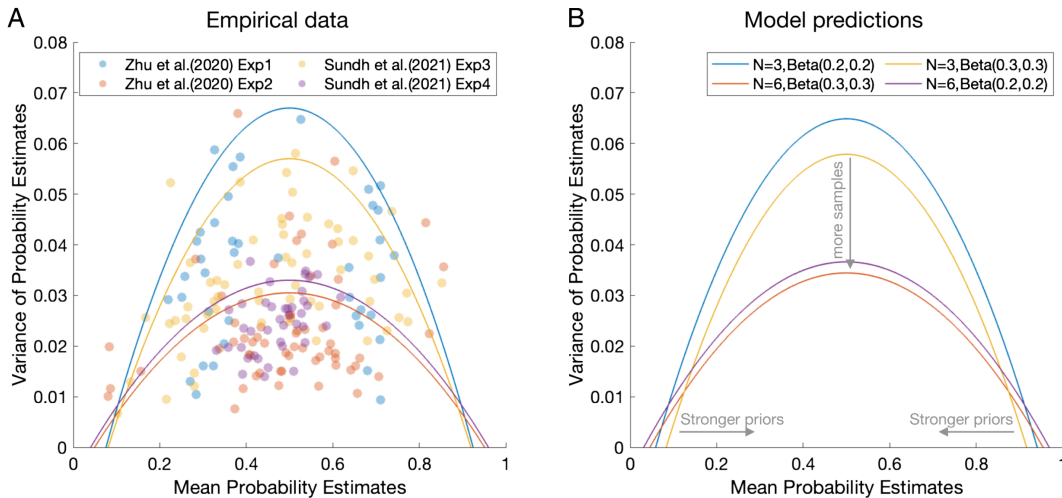 A
Empirical data
Zhu et al.(2020) Exp1
Zhu et al.(2020) Exp2
Sundh et al.(2021) Exp3
Sundh et al.(2021) Exp4
Variance of Probability Estimates
0.08
0.07
0.06
0.05
0.04
0.03
0.02
0.01
0
0
0.2
0.4
0.6
0.8
1
Mean Probability Estimates
B
Model predictions
N=3,Beta(0.2,0.2)
N=6,Beta(0.3,0.3)
N=3,Beta(0.3,0.3)
N=6,Beta(0.2,0.2)
more samples
Stronger priors
Stronger priors
Variance of Probability Estimates
0.08
0.07
0.06
0.05
0.04
0.03
0.02
0.01
0
0
0.2
0.4
0.6
0.8
1
Mean Probability Estimates